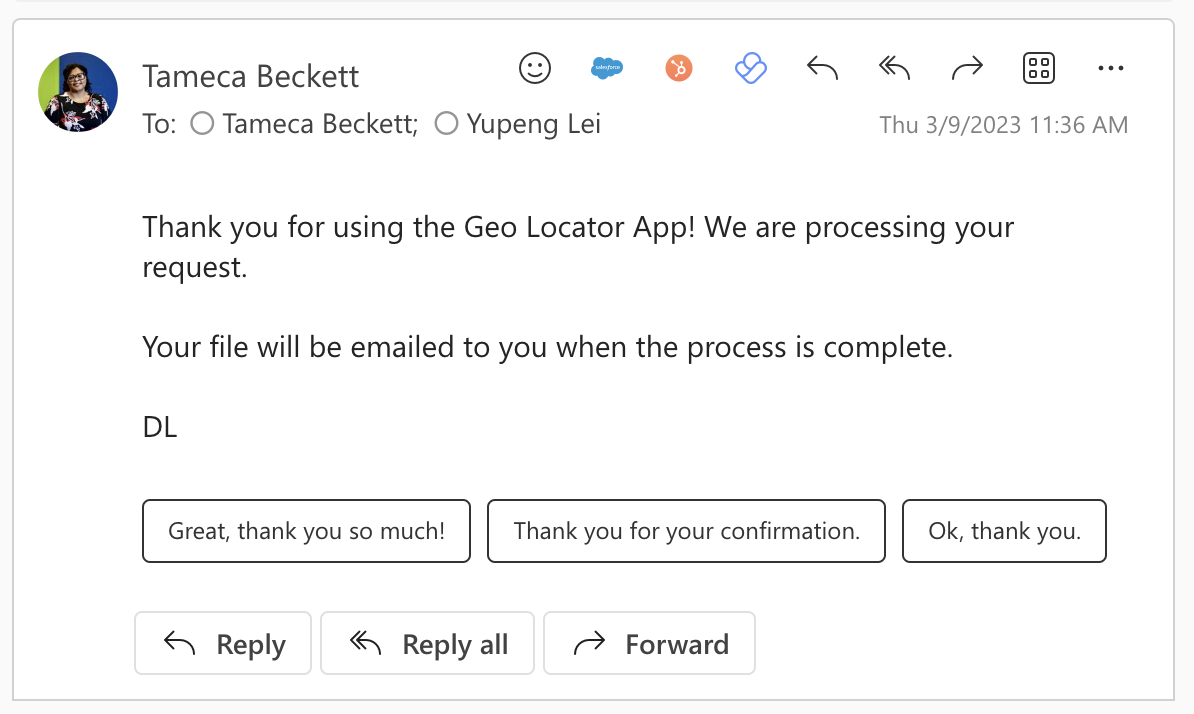 Tameca Beckett
salesforce
To: Tameca Beckett; Yupeng Lei
Thu 3/9/2023 11:36 AM
Thank you for using the Geo Locator App! We are processing your
request.
Your file will be emailed to you when the process is complete.
DL
Great, thank you so much!
Thank you for your confirmation.
Ok, thank you.
Reply
Reply all
Forward